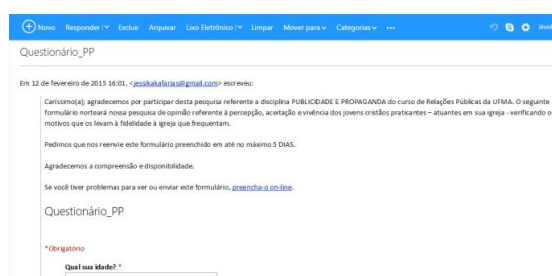 Novo Responder Excluir Arquivar Lixo Eletrônico Limpar Mover para Categorias ...
Questionário_PP
Em 12 de fevereiro de 2015 16:01, <jessikakafarias@gmail.com> escreveu:
Caríssimo(a); agradecemos por participar desta pesquisa referente a disciplina PUBLICIDADE E PROPAGANDA do curso de Relações Públicas da UFMA. O seguinte
formulário norteará nossa pesquisa de opinião referente à percepção, aceitação e vivência dos jovens cristãos praticantes – atuantes em sua igreja - verificando o
motivos que os levam à fidelidade à igreja que frequentam.
Pedimos que nos reenvie este formulário preenchido em até no máximo 5 DIAS.
Agradecemos a compreensão e disponibilidade.
Se você tiver problemas para ver ou enviar este formulário, preencha-o on-line.
Questionário_PP
*Obrigatório
Qual sua idade? *